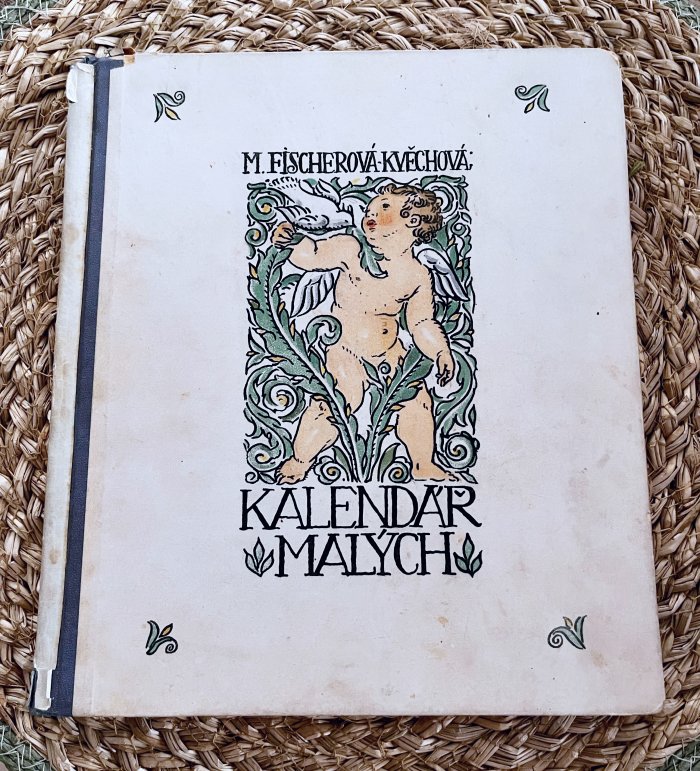 M. FISCHEROVÁ-KVĚCHOVÁ:
KALENDÁŘ
MALÝCH